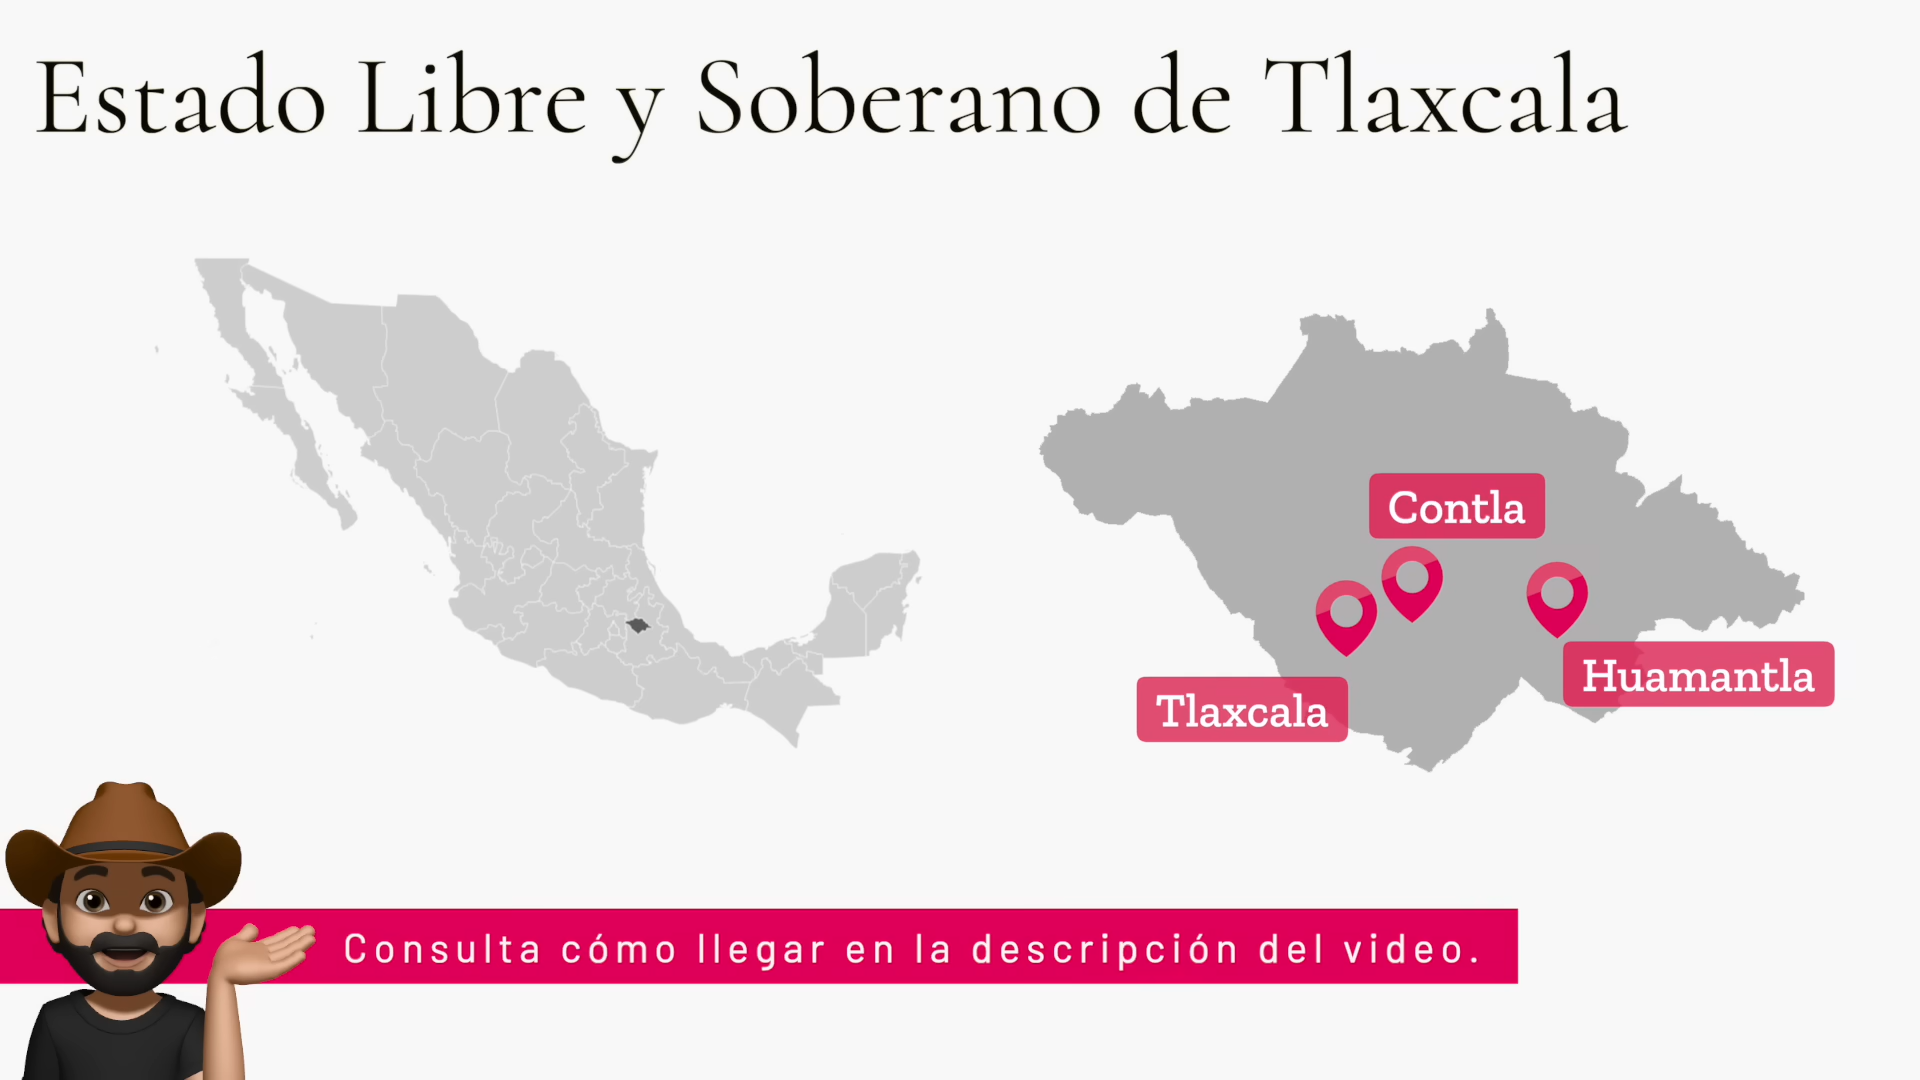 Estado Libre y Soberano de Tlaxcala
Contla
Huamantla
Tlaxcala
Consulta cómo llegar en la descripción del video.